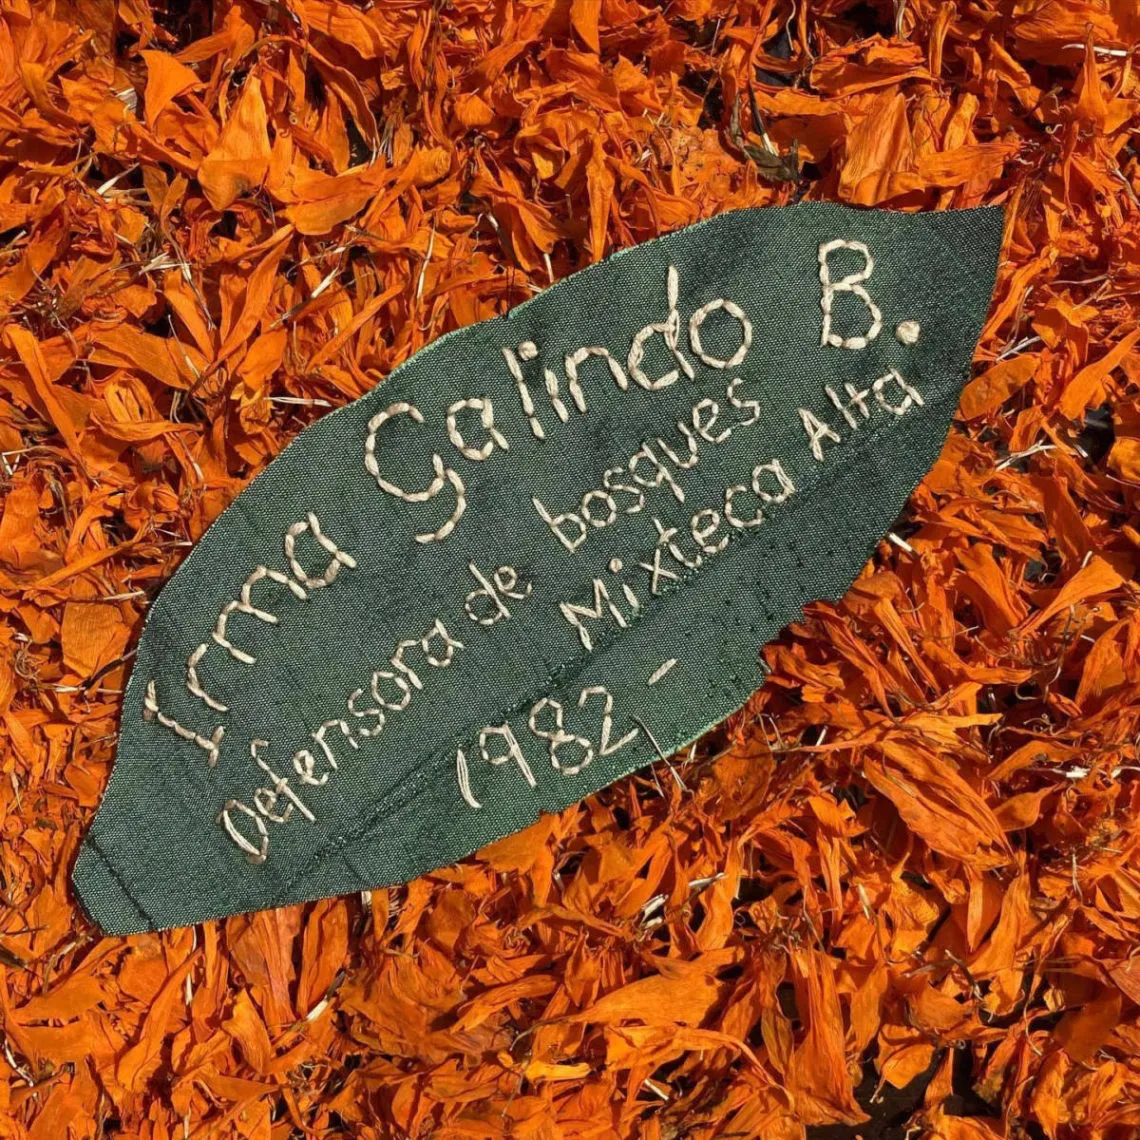 Irma Galindo B.
Defensora de bosques
Mixteca Alta
1982 -